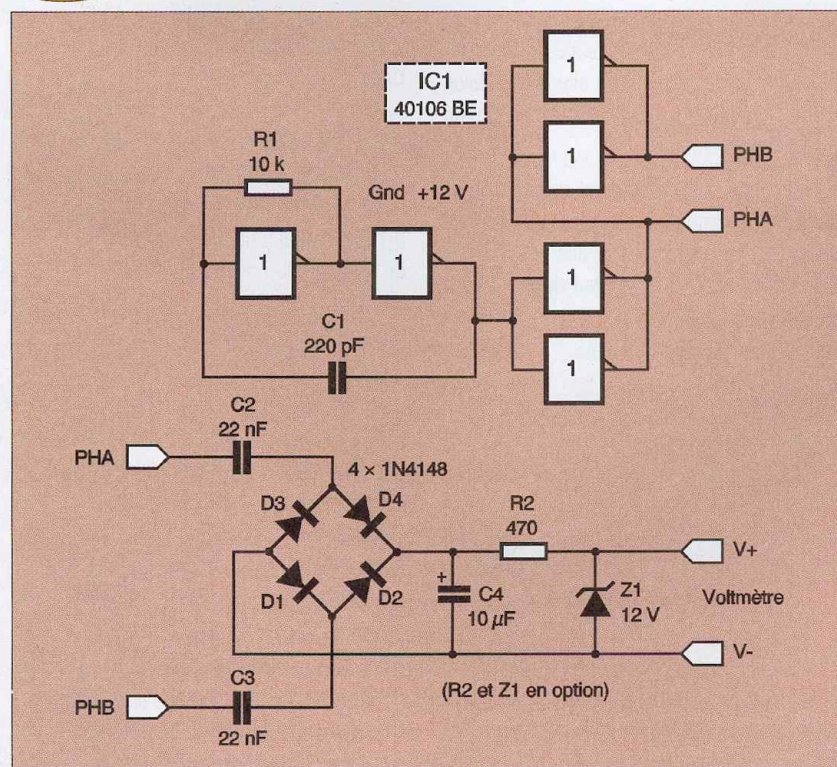 IC1
40106 BE
1
1
PHB
PHA
R1
10 k
Gnd +12 V
1
1
1
1
C1
220 pF
C2
22 nF
PHA
4 × 1N4148
D3
D4
R2
470
V+
D1
D2
+
C4
10 µF
Z1
12 V
Voltmètre
V-
C3
22 nF
PHB
(R2 et Z1 en option)